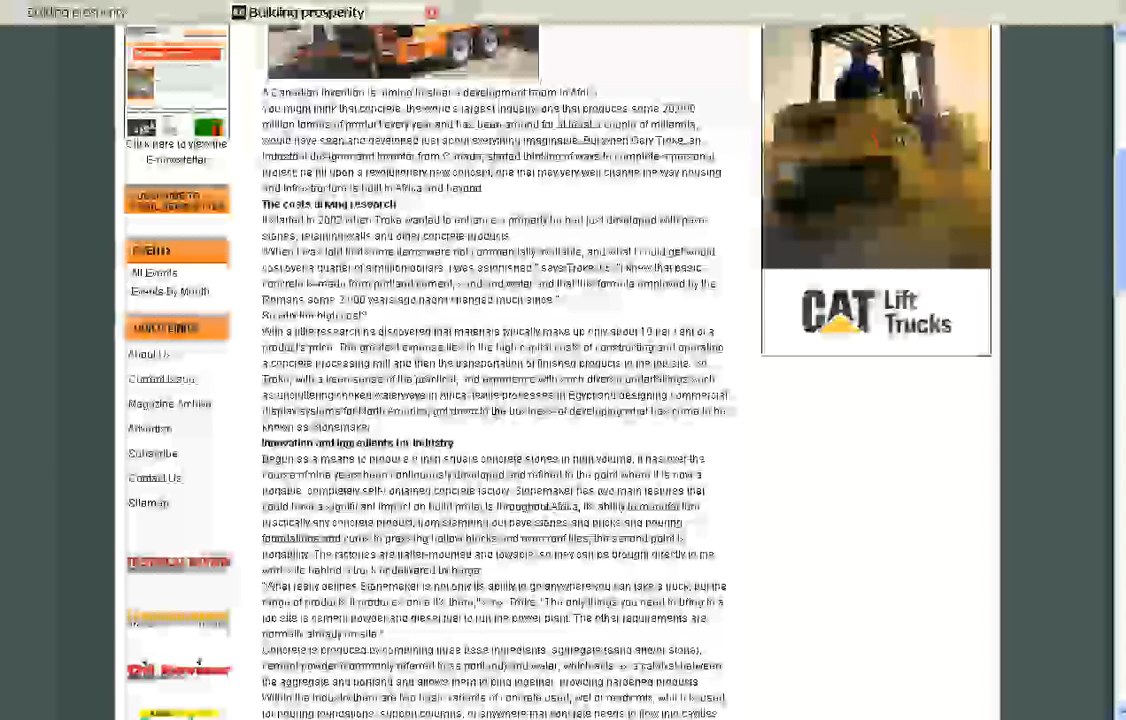 Building prosperity
Building prosperity
Click here to view the
E-newsletter
EVENTS
All Events
Events By Month
QUICK LINKS
About Us
Current Issue
Magazine Archive
Advertise
Subscribe
Contact Us
Sitemap
A Canadian invention is aiming to steer a development boom in Africa
You might think that concrete, the world's largest industry, one that produces some 20,000
million tonnes of product every year and has been around for at least a couple of millennia,
would have seen and developed just about everything imaginable. But when Gary Troke, an
industrial designer and inventor from Canada, started thinking of ways to complete a personal
project, he hit upon a revolutionary new concept, one that may very well change the way housing
and infrastructure is built in Africa and beyond.
The costs driving research
It started in 2002 when Troke wanted to enhance a property he had just developed with pave
stones, retaining walls and other concrete products.
"When I was told that some items were not commercially available, and what I could get would
cost over a quarter of a million dollars, I was astonished," says Troke. "I knew that basic
concrete is made from portland cement, sand and water and that this formula employed by the
Romans some 2,000 years ago hadn't changed much since."
So why the high cost?
With a little research he discovered that materials typically make up only about 10 per cent of a
product's price. The greatest expense lies in the high capital costs of constructing and operating
a concrete processing mill and then the transportation of finished products to the job site. So
Troke, with a keen sense of the practical, and experience with such diverse undertakings such
as uncluttering choked waterways in Africa, textile processes in Egypt and designing commercial
display systems for North America, got down to the business of developing what has come to be
known as Stonemaker.
Innovation and ingredients for industry
Begun as a means to produce inch square concrete stones in high volume, it has over the
course of nine years been continuously developed and refined to the point where it is now a
portable, completely self-contained concrete factory. Stonemaker has two main features that
could have a significant impact on build projects throughout Africa, its ability to manufacture
practically any concrete product, from stamping out pave stones and bricks and pouring
foundations and curbs to pressing hollow blocks and even roof tiles; the second point is
portability. The factories are trailer-mounted and towable, so they can be brought directly to the
work site behind a truck or delivered by barge.
"What really defines Stonemaker is not only its ability to go anywhere you can take a truck, but the
range of products it produces once it's there," says Troke. "The only things you need to bring to a
job site is cement powder and diesel fuel to run the power plant. The other requirements are
normally already on site."
Concrete is produced by combining three base ingredients, aggregate (sand and/or stone),
cement powder (commonly referred to as portland) and water, which acts as a catalyst between
the aggregate and portland and allows them to bind together, providing hardened products.
Within the industry there are two basic variants of concrete used, wet or readymix, which is used
for pouring foundations, support columns, or anywhere that concrete needs to flow into cavities
CAT Lift
Trucks